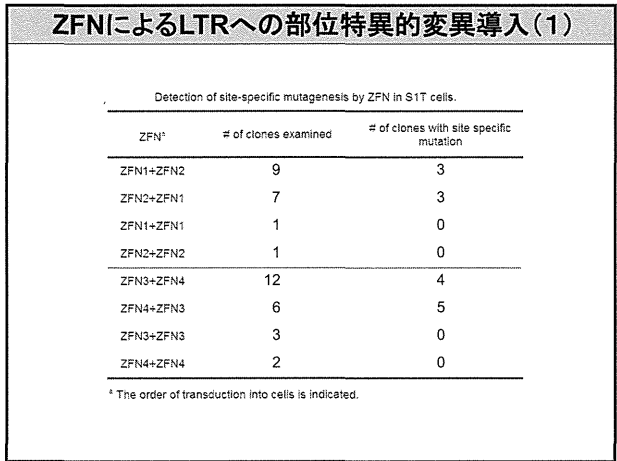 ZFNによるLTRへの部位特異的変異導入(1)
Detection of site-specific mutagenesis by ZFN in S1T cells.
ZFNª # of clones examined # of clones with site specific mutation
ZFN1+ZFN2 9 3
ZFN2+ZFN1 7 3
ZFN1+ZFN1 1 0
ZFN2+ZFN2 1 0
ZFN3+ZFN4 12 4
ZFN4+ZFN3 6 5
ZFN3+ZFN3 3 0
ZFN4+ZFN4 2 0
ª The order of transduction into cells is indicated.